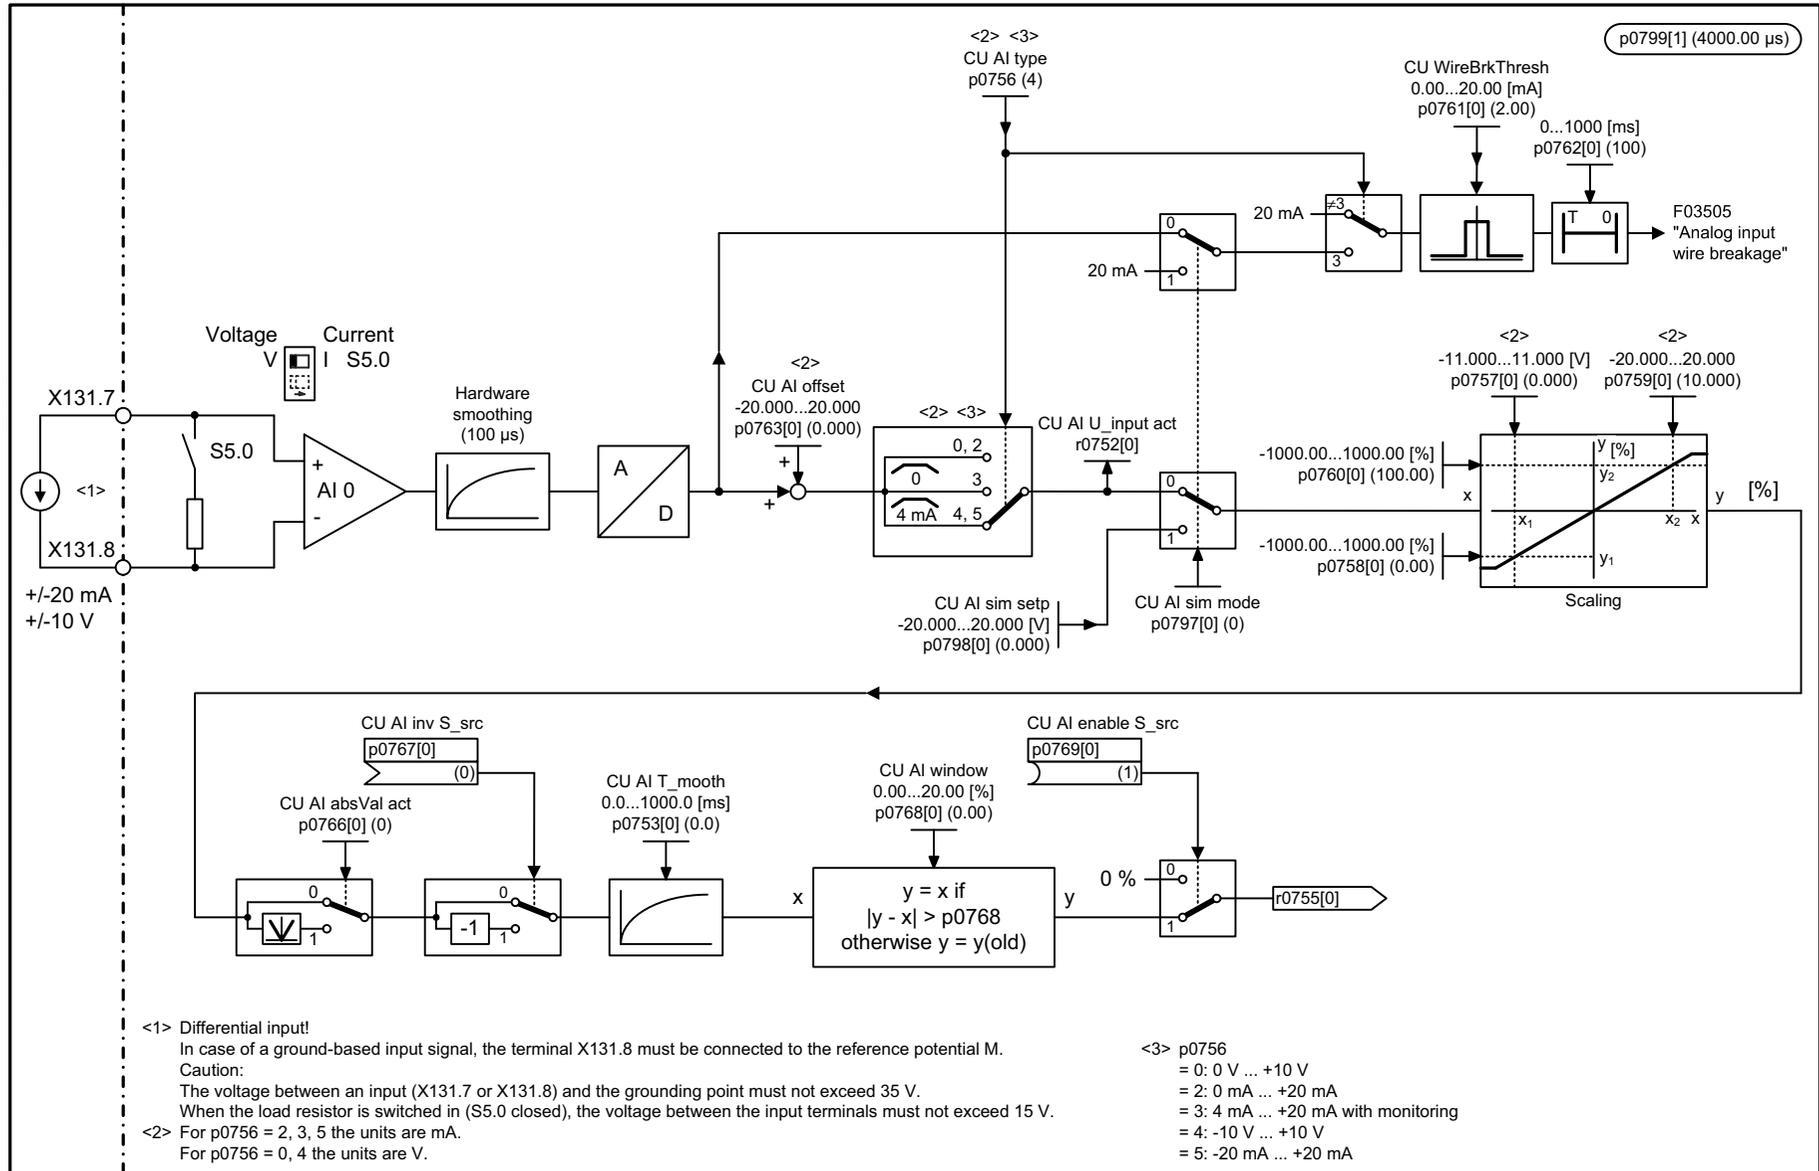 <2> <3>
CU AI type
p0756 (4)
p0799[1] (4000.00 µs)
CU WireBrkThresh
0.00...20.00 [mA]
p0761[0] (2.00)
0...1000 [ms]
p0762[0] (100)
0
20 mA
1
20 mA
≠3
3
T 0
F03505
"Analog input
wire breakage"
Voltage
V
Current
I S5.0
X131.7
S5.0
<1>
X131.8
+/-20 mA
+/-10 V
+
AI 0
-
Hardware
smoothing
(100 µs)
A
D
<2>
CU AI offset
-20.000...20.000
p0763[0] (0.000)
+
+
<2> <3>
0, 2
0
3
4 mA
4, 5
CU AI U_input act
r0752[0]
0
1
CU AI sim setp
-20.000...20.000 [V]
p0798[0] (0.000)
CU AI sim mode
p0797[0] (0)
<2>
-11.000...11.000 [V]
p0757[0] (0.000)
<2>
-20.000...20.000
p0759[0] (10.000)
-1000.00...1000.00 [%]
p0760[0] (100.00)
x
-1000.00...1000.00 [%]
p0758[0] (0.00)
y [%]
y2
x1
x2 x
y1
y [%]
Scaling
CU AI absVal act
p0766[0] (0)
0
1
CU AI inv S_src
p0767[0]
(0)
0
-1
1
CU AI T_mooth
0.0...1000.0 [ms]
p0753[0] (0.0)
CU AI window
0.00...20.00 [%]
p0768[0] (0.00)
x
y = x if
|y - x| > p0768
otherwise y = y(old)
y
CU AI enable S_src
p0769[0]
(1)
0 %
0
1
r0755[0]
<1> Differential input!
In case of a ground-based input signal, the terminal X131.8 must be connected to the reference potential M.
Caution:
The voltage between an input (X131.7 or X131.8) and the grounding point must not exceed 35 V.
When the load resistor is switched in (S5.0 closed), the voltage between the input terminals must not exceed 15 V.
<2> For p0756 = 2, 3, 5 the units are mA.
For p0756 = 0, 4 the units are V.
<3> p0756
= 0: 0 V ... +10 V
= 2: 0 mA ... +20 mA
= 3: 4 mA ... +20 mA with monitoring
= 4: -10 V ... +10 V
= 5: -20 mA ... +20 mA